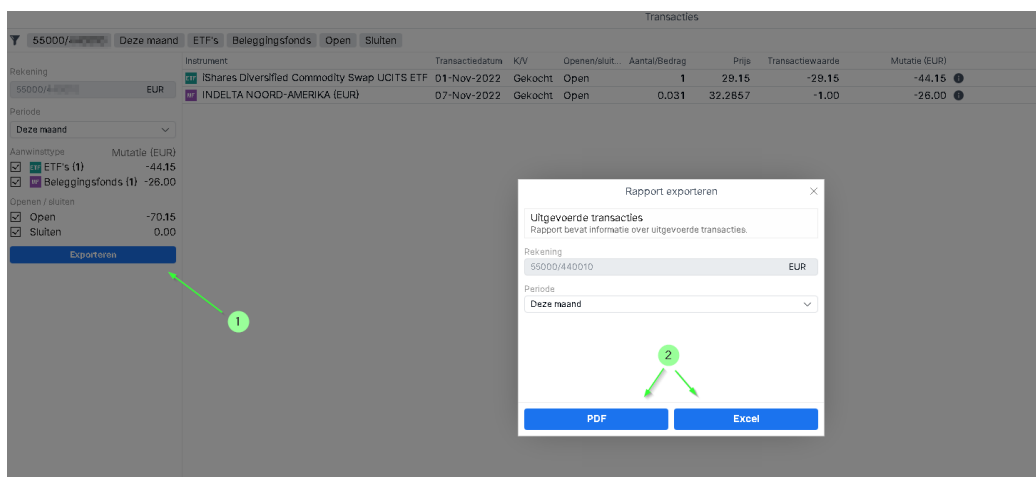 Transacties
55000/ Deze maand ETF's Beleggingsfonds Open Sluiten
Instrument Transactiedatum K/V Openen/sluit... Aantal/Bedrag Prijs Transactiewaarde Mutatie (EUR)
ETF iShares Diversified Commodity Swap UCITS ETF 01-Nov-2022 Gekocht Open 1 29.15 -29.15 -44.15
INDELTA NOORD-AMERIKA (EUR) 07-Nov-2022 Gekocht Open 0.031 32.2657 -1.00 -26.00
Rekening
55000/ EUR
Periode
Deze maand
Aanwinsttype Mutatie (EUR)
ETF ETF's (1) -44.15
Beleggingsfonds (1) -26.00
Openen / sluiten
Open -70.15
Sluiten 0.00
Exporteren
1
Rapport exporteren
Uitgevoerde transacties
Rapport bevat informatie over uitgevoerde transacties.
Rekening
55000/440010 EUR
Periode
Deze maand
2
PDF Excel